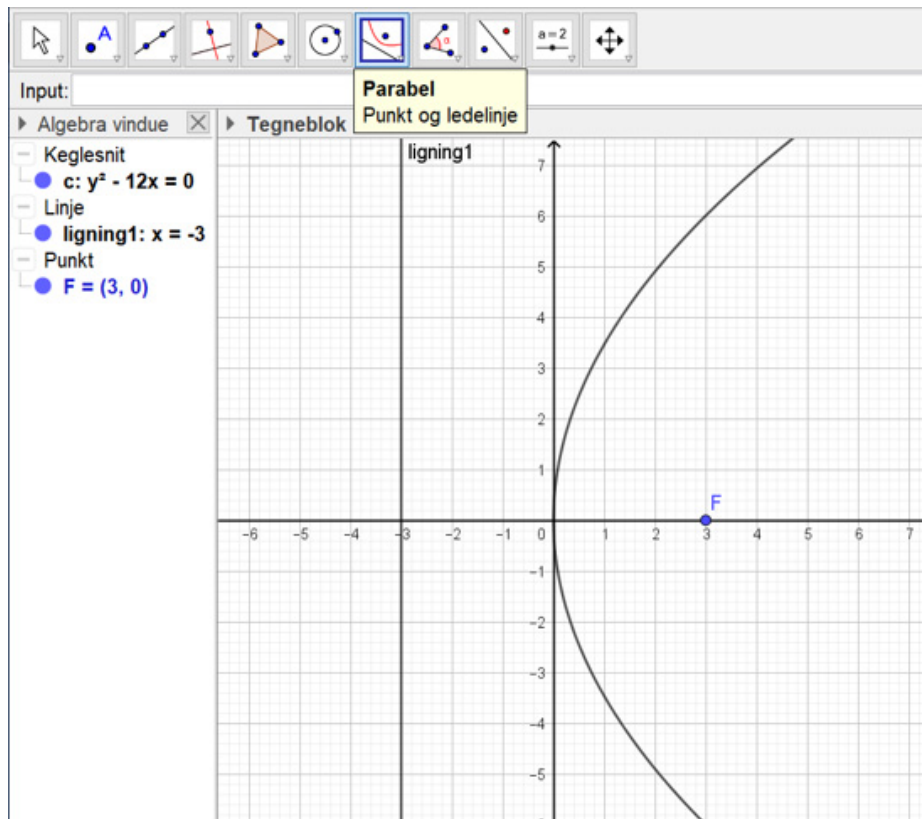 A
α
a=2
Input:
Parabel
Punkt og ledelinje
Algebra vindue
Tegneblok
Keglesnit
c: y² - 12x = 0
Linje
ligning1: x = -3
Punkt
F = (3, 0)
ligning1
7
6
5
4
3
2
1
F
−6 −5 −4 −3 −2 −1 0 1 2 3 4 5 6 7
−1
−2
−3
−4
−5